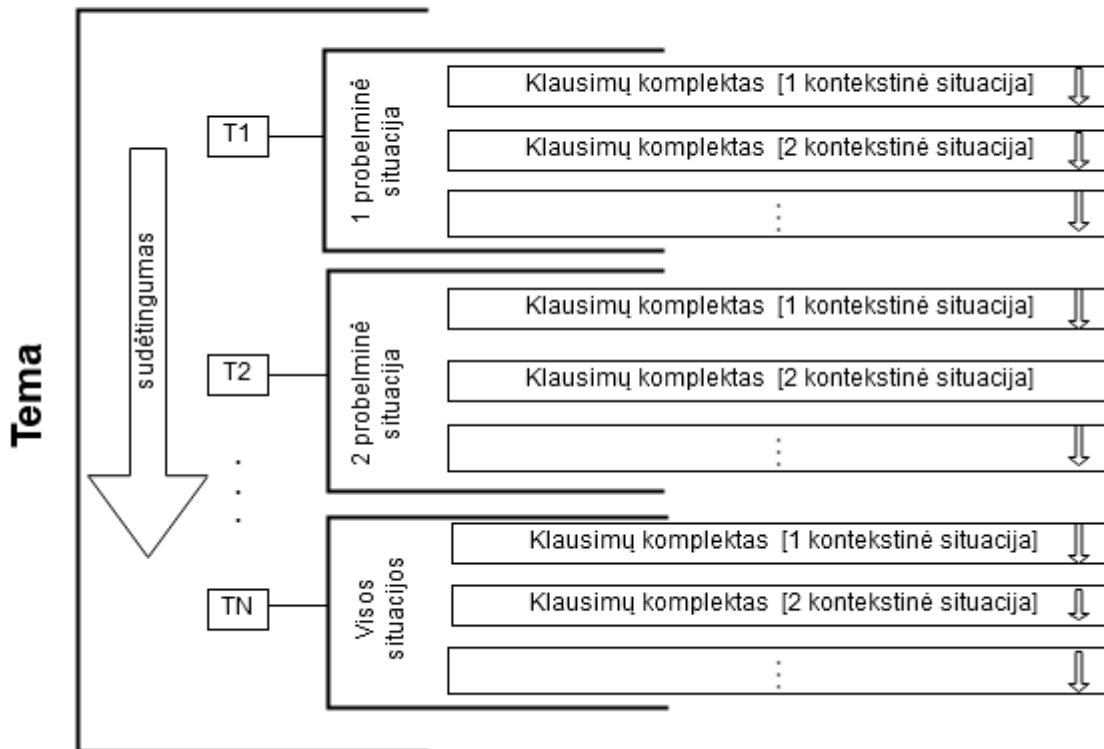 Tema
sudėtingumas
T1
1 probelminė
situacija
Klausimų komplektas [1 kontekstinė situacija]
Klausimų komplektas [2 kontekstinė situacija]
T2
2 probelminė
situacija
Klausimų komplektas [1 kontekstinė situacija]
Klausimų komplektas [2 kontekstinė situacija]
TN
Visos
situacijos
Klausimų komplektas [1 kontekstinė situacija]
Klausimų komplektas [2 kontekstinė situacija]